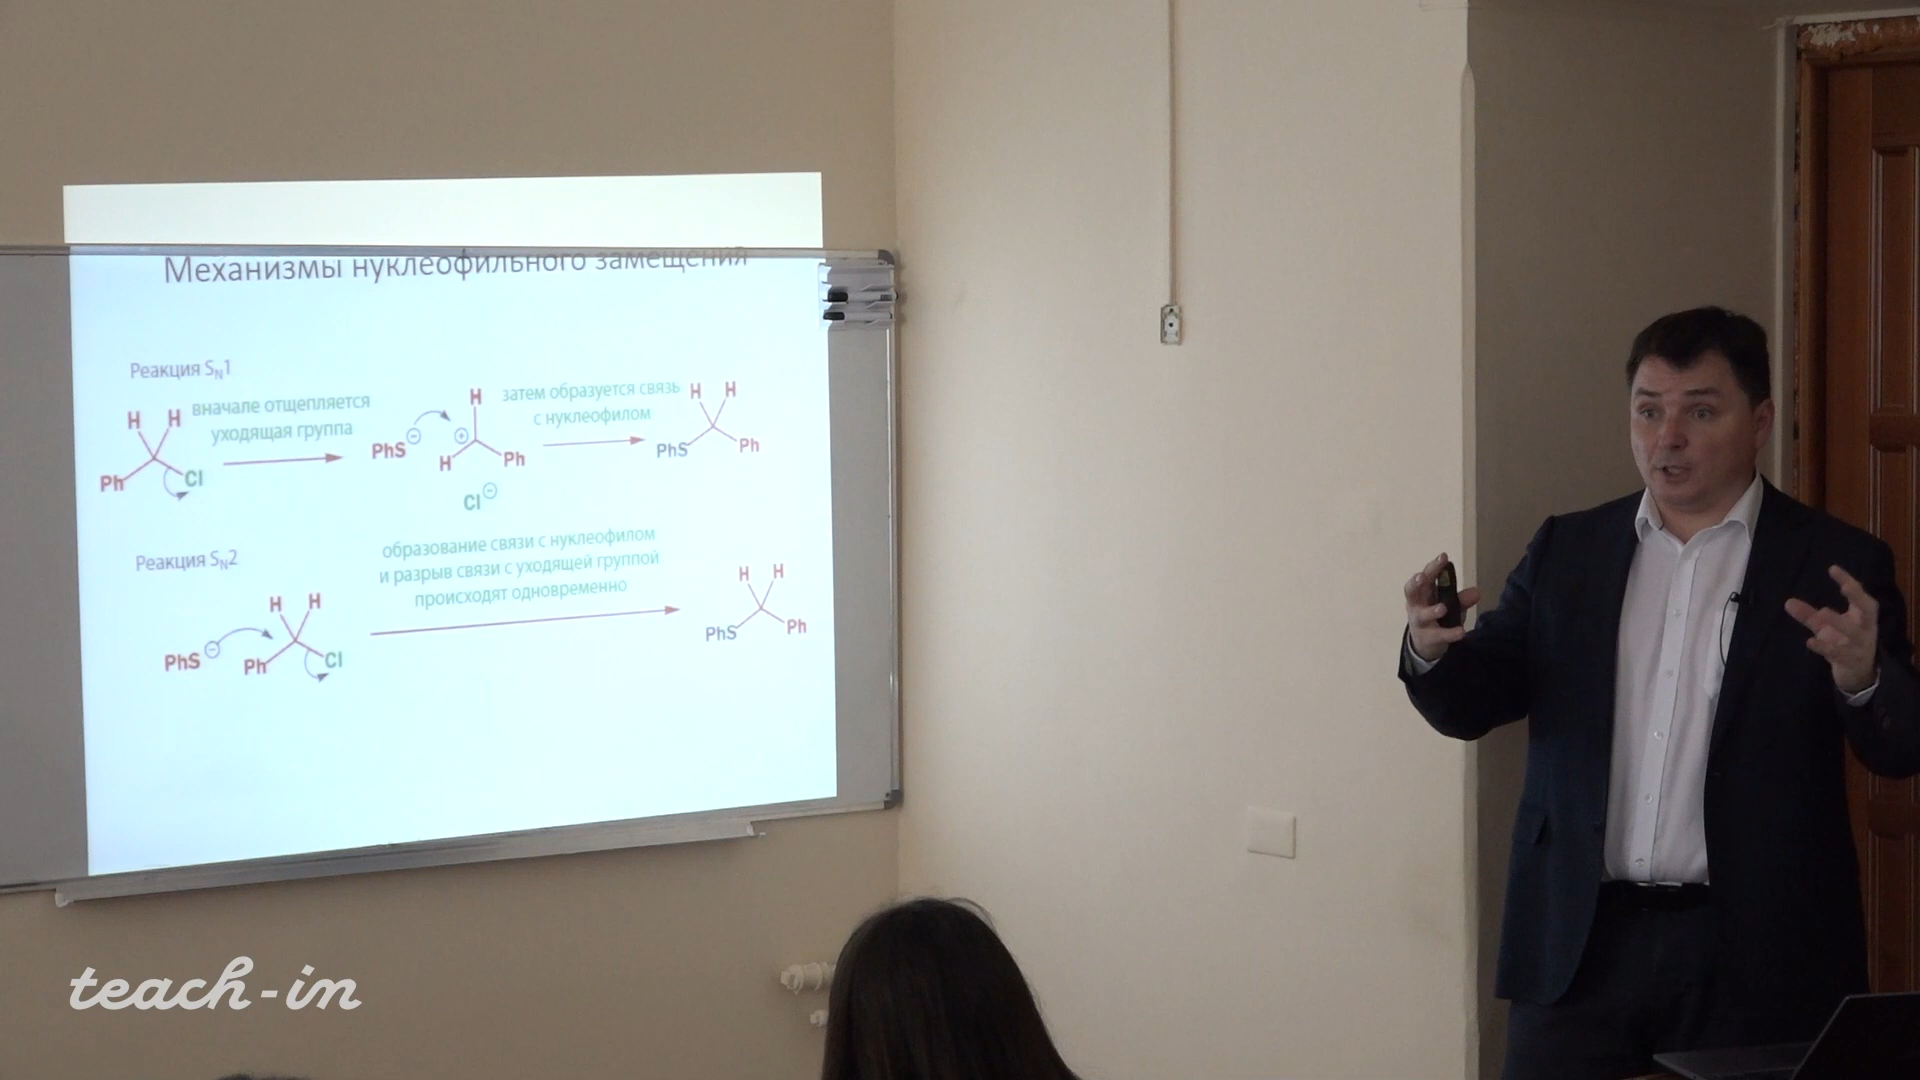 Механизмы нуклеофильного замещения
Реакция SN1
H H
вначале отщепляется
уходящая группа
Ph Cl
PhS ⊖
H
⊕
H Ph
Cl ⊖
затем образуется связь
с нуклеофилом
H H
PhS Ph
Реакция SN2
PhS ⊖
H H
Ph Cl
образование связи с нуклеофилом
и разрыв связи с уходящей группой
происходят одновременно
H H
PhS Ph
teach-in